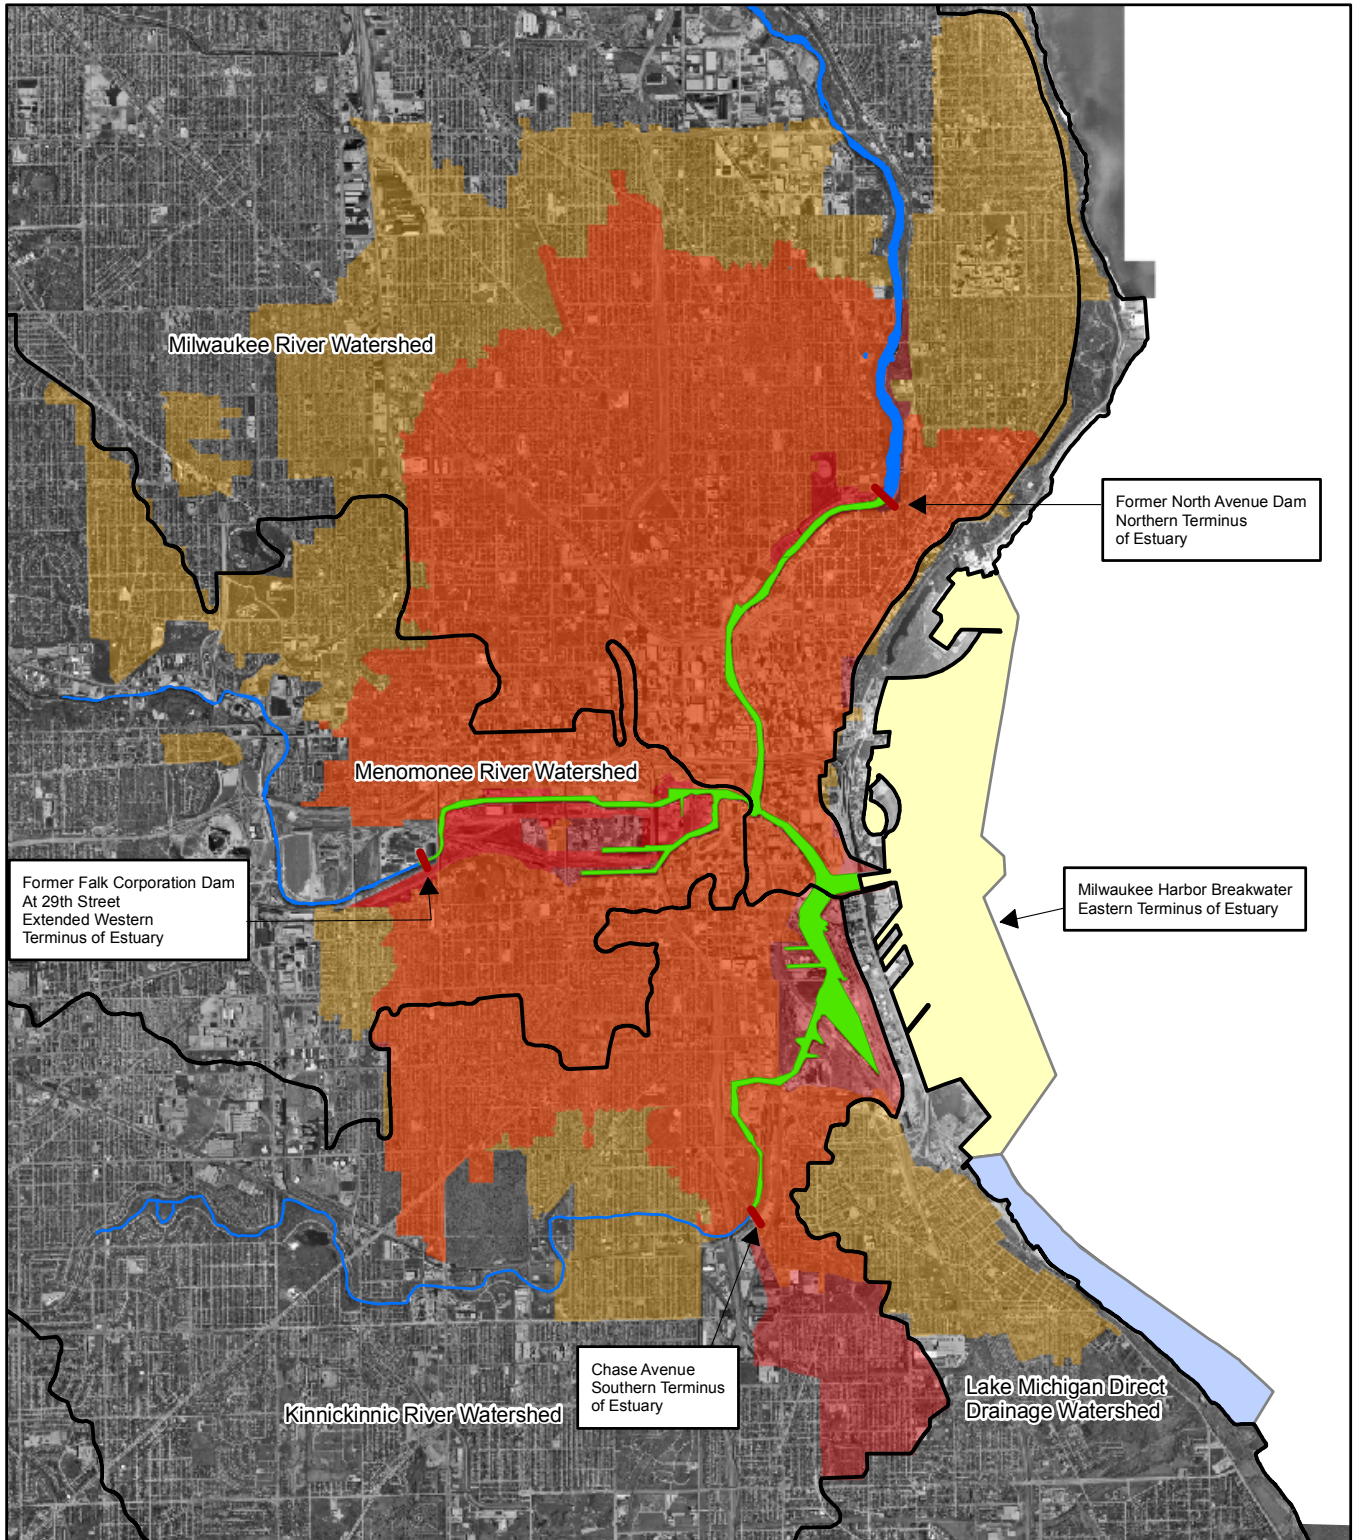 Milwaukee River Watershed
Former North Avenue Dam
Northern Terminus
of Estuary
Menomonee River Watershed
Former Falk Corporation Dam
At 29th Street
Extended Western
Terminus of Estuary
Milwaukee Harbor Breakwater
Eastern Terminus of Estuary
Chase Avenue
Southern Terminus
of Estuary
Kinnickinnic River Watershed
Lake Michigan Direct
Drainage Watershed